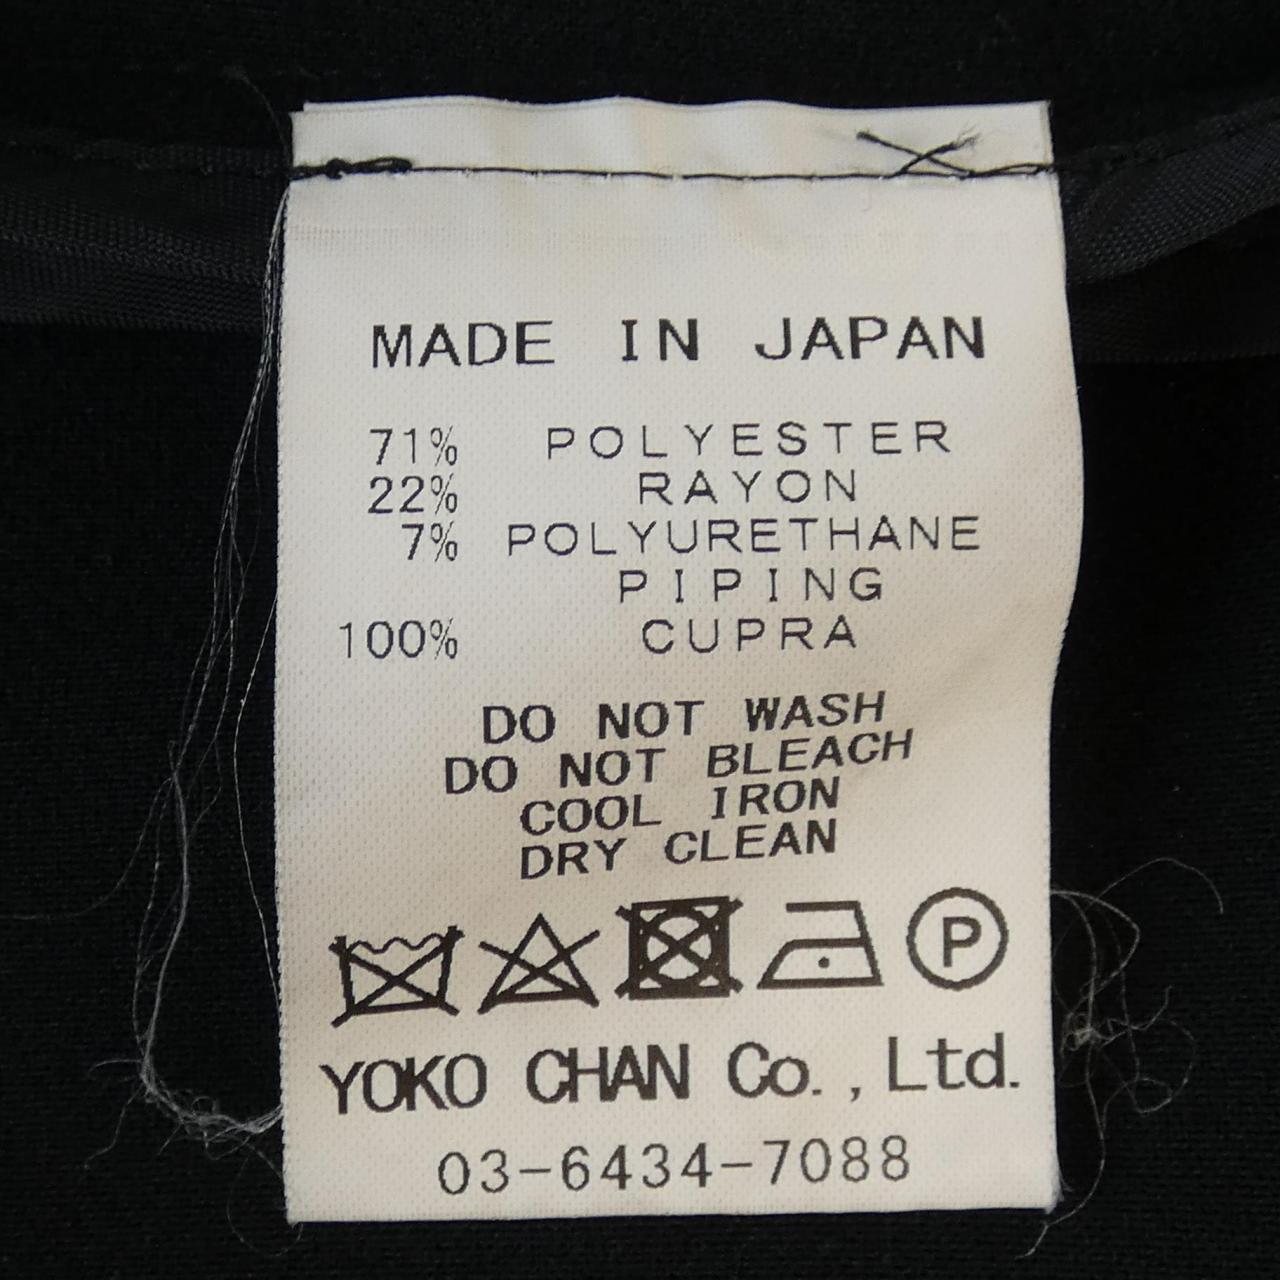 MADE IN JAPAN
71% POLYESTER
22% RAYON
7% POLYURETHANE
PIPING
100% CUPRA
DO NOT WASH
DO NOT BLEACH
COOL IRON
DRY CLEAN
P
YOKO CHAN Co., Ltd.
03-6434-7088